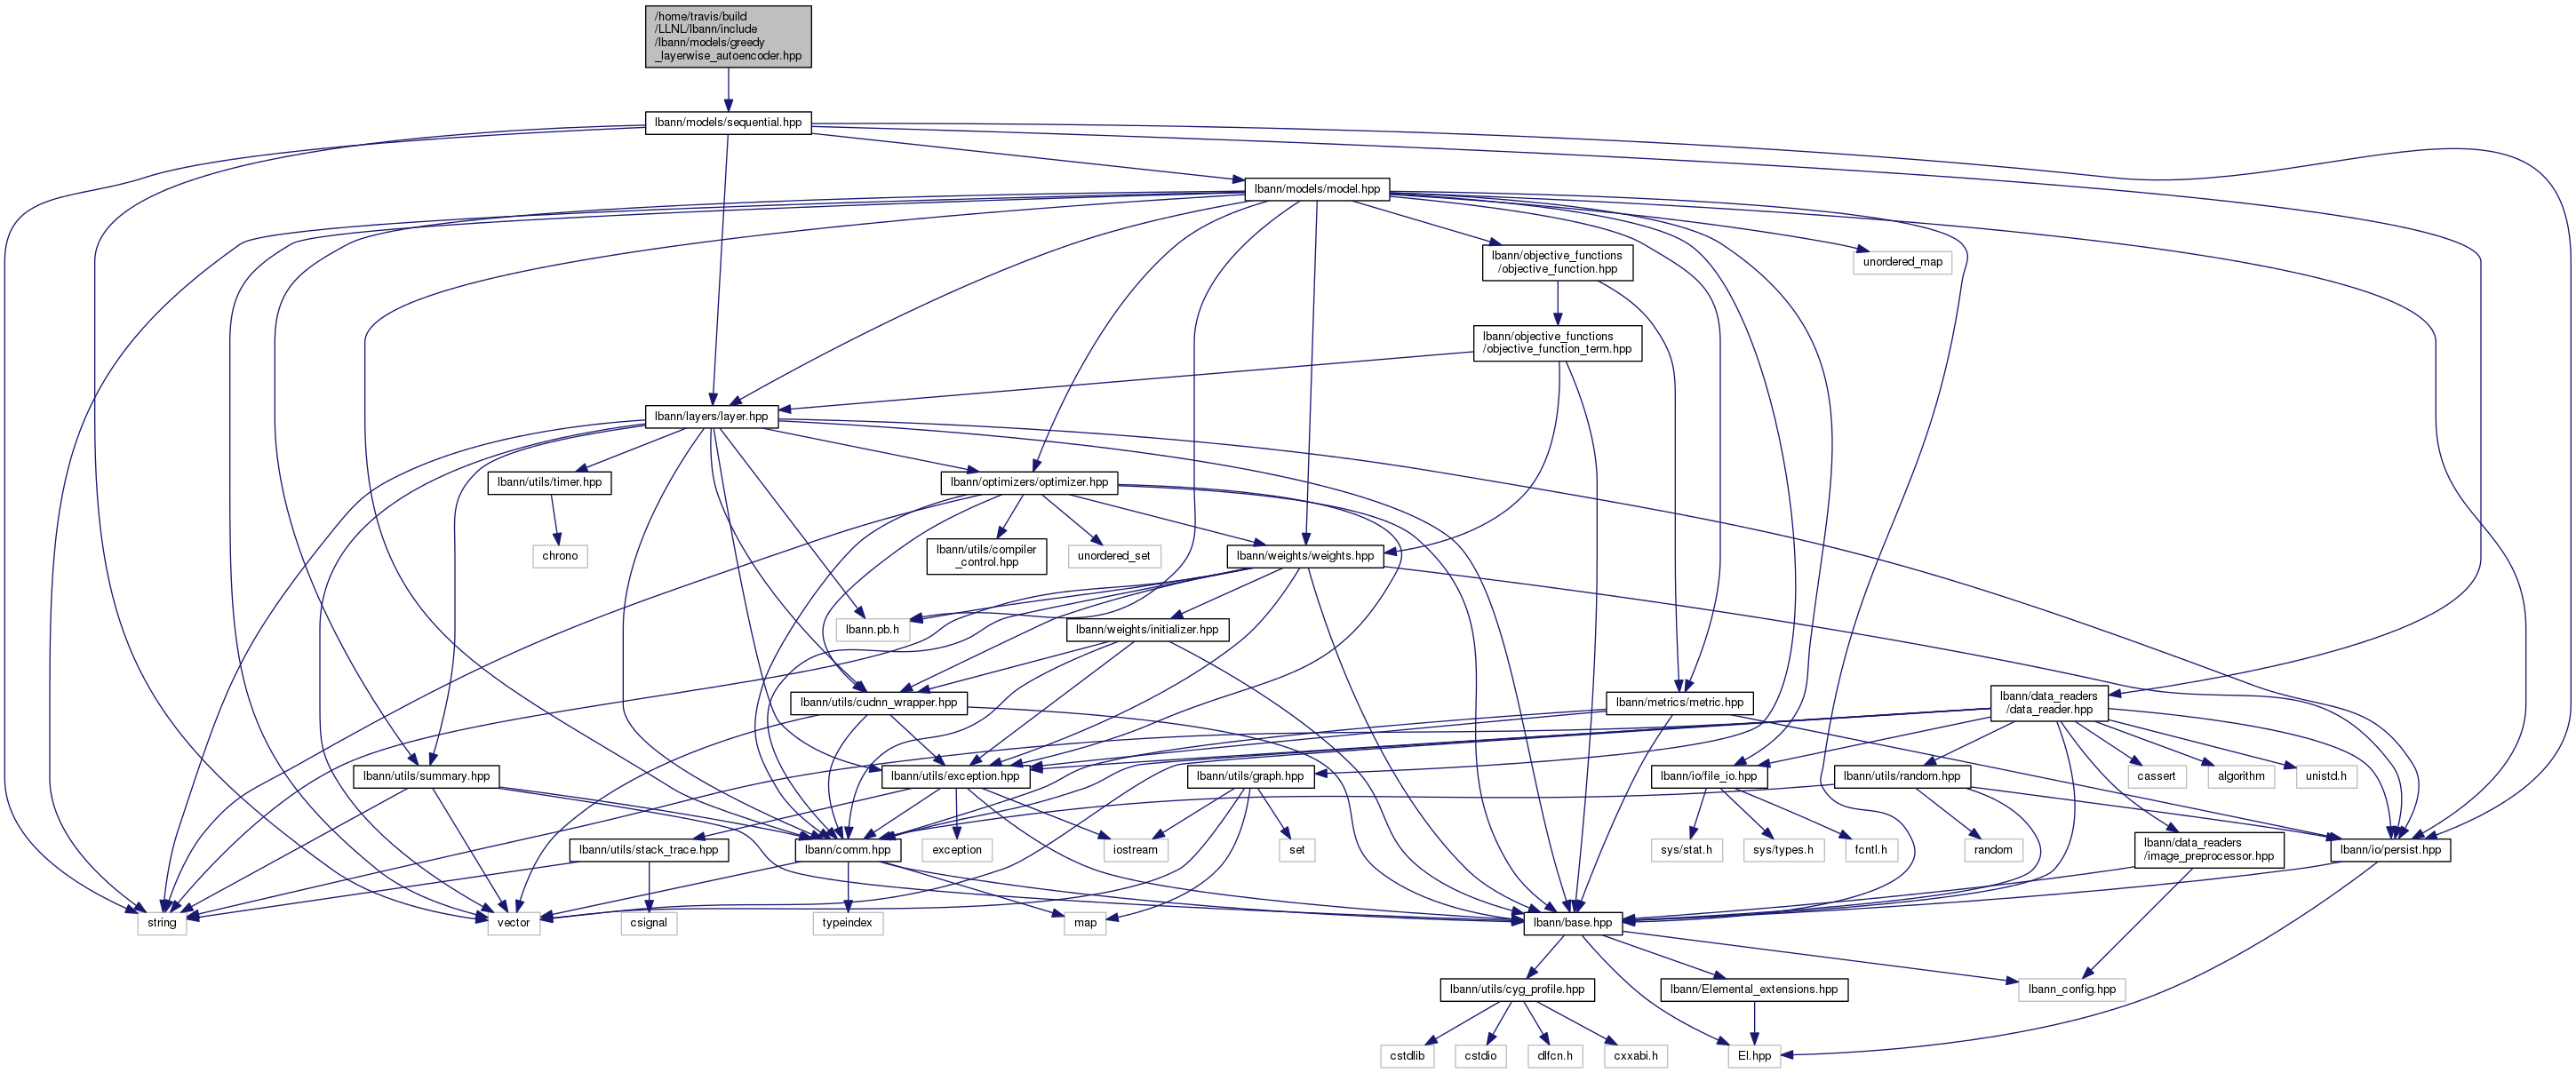 /home/travis/build
/LLNL/lbann/include
/lbann/models/greedy
_layerwise_autoencoder.hpp
lbann/models/sequential.hpp
lbann/models/model.hpp
lbann/objective_functions
/objective_function.hpp
unordered_map
lbann/objective_functions
/objective_function_term.hpp
lbann/layers/layer.hpp
lbann/utils/timer.hpp
lbann/optimizers/optimizer.hpp
chrono
lbann/utils/compiler
_control.hpp
unordered_set
lbann/weights/weights.hpp
lbann.pb.h
lbann/weights/initializer.hpp
lbann/utils/cudnn_wrapper.hpp
lbann/metrics/metric.hpp
lbann/data_readers
/data_reader.hpp
lbann/utils/summary.hpp
lbann/utils/exception.hpp
lbann/utils/graph.hpp
lbann/io/file_io.hpp
lbann/utils/random.hpp
cassert
algorithm
unistd.h
lbann/utils/stack_trace.hpp
lbann/comm.hpp
exception
iostream
set
sys/stat.h
sys/types.h
fcntl.h
random
lbann/data_readers
/image_preprocessor.hpp
lbann/io/persist.hpp
string
vector
csignal
typeindex
map
lbann/base.hpp
lbann/utils/cyg_profile.hpp
lbann/Elemental_extensions.hpp
lbann_config.hpp
cstdlib
cstdio
dlfcn.h
cxxabi.h
El.hpp